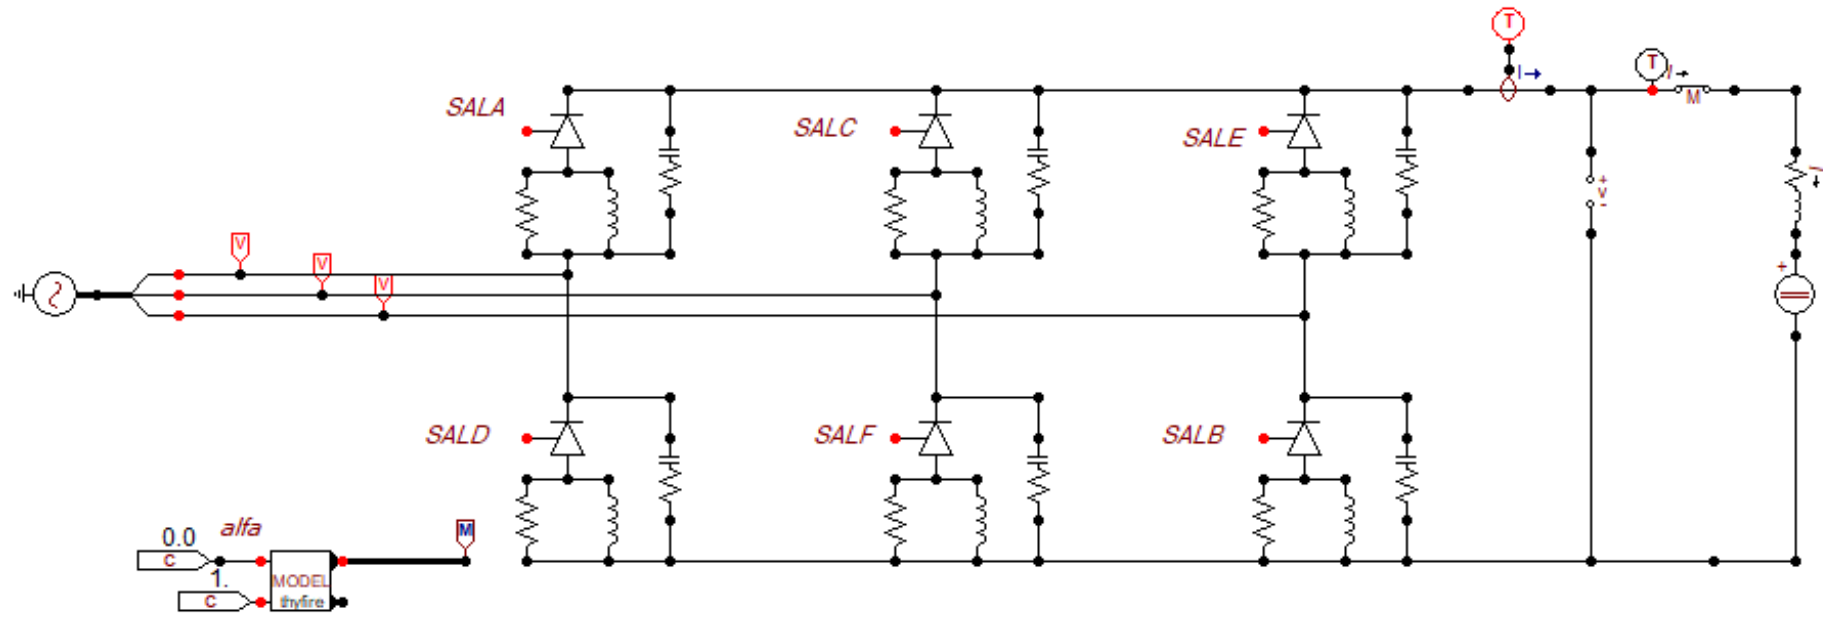 T
I
T
I
M
SALA
SALC
SALE
I
+
V
-
V
V
V
+
SALD
SALF
SALB
alfa
M
0.0
C
MODEL
1.
C
thyfire